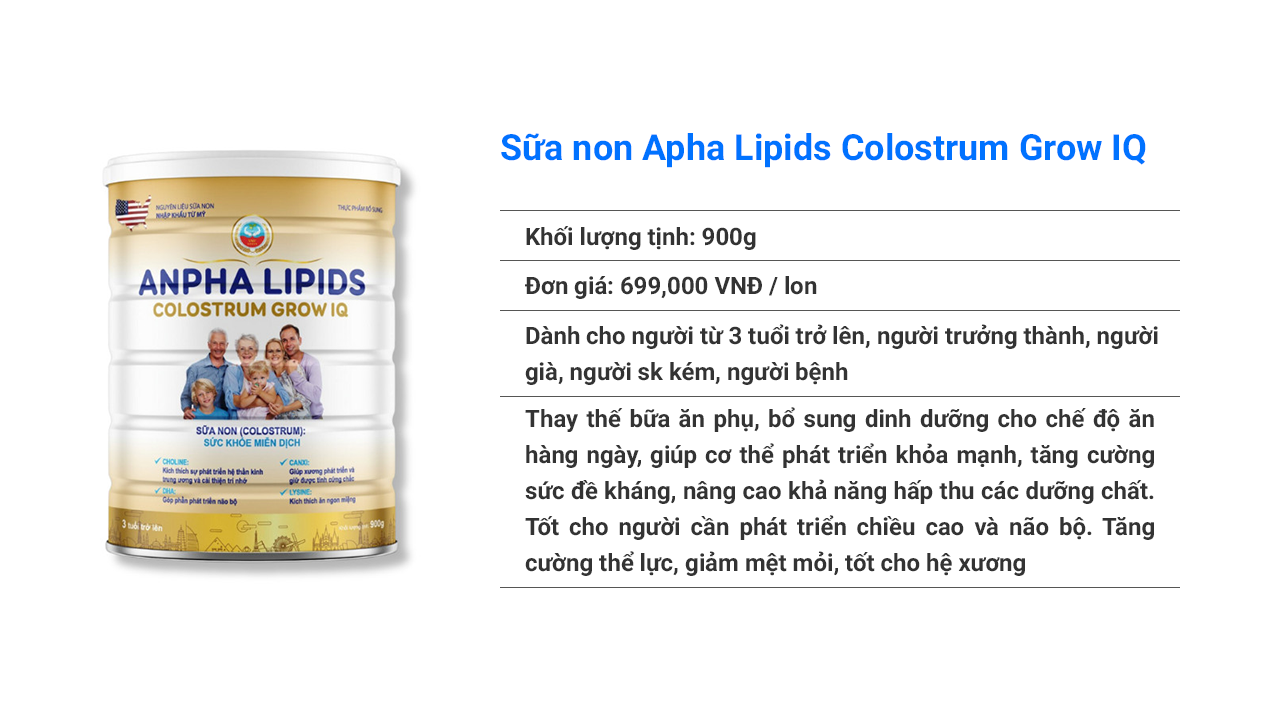 Sữa non Apha Lipids Colostrum Grow IQ
Khối lượng tịnh: 900g
Đơn giá: 699,000 VNĐ / lon
Dành cho người từ 3 tuổi trở lên, người trưởng thành, người
già, người sk kém, người bệnh
Thay thế bữa ăn phụ, bổ sung dinh dưỡng cho chế độ ăn
hàng ngày, giúp cơ thể phát triển khỏa mạnh, tăng cường
sức đề kháng, nâng cao khả năng hấp thu các dưỡng chất.
Tốt cho người cần phát triển chiều cao và não bộ. Tăng
cường thể lực, giảm mệt mỏi, tốt cho hệ xương
NGUYÊN LIỆU SỮA NON
NHẬP KHẨU TỪ MỸ
THỰC PHẨM BỔ SUNG
ANPHA LIPIDS
COLOSTRUM GROW IQ
SỮA NON (COLOSTRUM):
SỨC KHỎE MIỄN DỊCH
CHOLINE:
Kích thích sự phát triển hệ thần kinh
trung ương và cải thiện trí nhớ
DHA:
Góp phần phát triển não bộ
CANXI:
Giúp xương phát triển và
giữ được tính cứng chắc
LYSINE:
Kích thích ăn ngon miệng
3 tuổi trở lên
900g